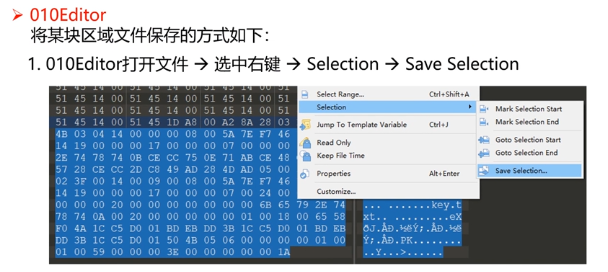 ➢ 010Editor
将某块区域文件保存的方式如下：
1. 010Editor打开文件 → 选中右键 → Selection → Save Selection
51 45 14 00 51 45 14 00 51 45 14 00 51
51 45 14 00 51 45 14 00 51 45 14 00 51
51 45 14 00 51 45 14 00 51 45 14 00 51
51 45 14 00 51 45 1D A8 00 A2 8A 28 03
4B 03 04 14 00 00 00 08 00 5A 7E F7 46
14 19 00 00 00 17 00 00 00 07 00 00 00
2E 74 78 74 0B CE CC 75 0E 71 AB CE 48
57 28 CE CC 2D C8 49 AD 28 4D AD 05 00
02 3F 00 14 00 09 00 08 00 5A 7E F7 46
14 19 00 00 00 17 00 00 00 07 00 24 00
00 00 00 20 00 00 00 00 00 00 00 6B 65 79 2E 74
78 74 0A 00 20 00 00 00 00 00 01 00 18 00 65 58
F0 4A 1C C5 D0 01 BD EB DD 3B 1C C5 D0 01 BD EB
DD 3B 1C C5 D0 01 50 4B 05 06 00 00 00 00 01 00
01 00 59 00 00 00 3E 00 00 00 00 00 1A
Select Range... Ctrl+Shift+A
Selection
Jump To Template Variable Ctrl+J
Read Only
Keep File Time
Properties Alt+Enter
Customize...
Mark Selection Start
Mark Selection End
Goto Selection Start
Goto Selection End
Save Selection...
... .......key.t
xt.. .........eX
ðJ.ÅÐ.½ëÝ;.ÅÐ.½ë
Ý;.ÅÐ.PK........
..Y...>......